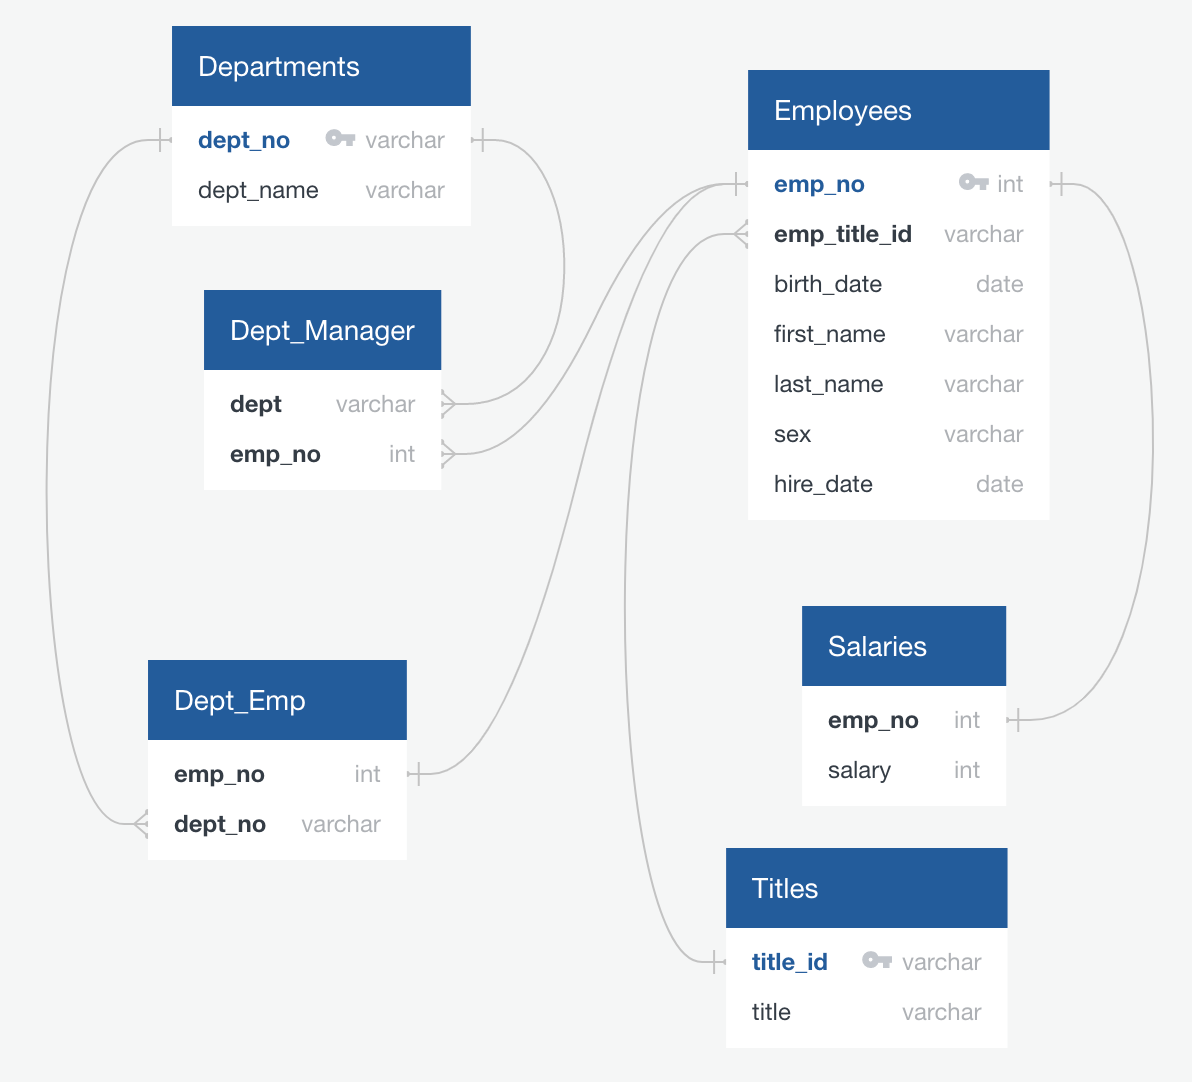 Departments
dept_no varchar
dept_name varchar
Dept_Manager
dept varchar
emp_no int
Dept_Emp
emp_no int
dept_no varchar
Employees
emp_no int
emp_title_id varchar
birth_date date
first_name varchar
last_name varchar
sex varchar
hire_date date
Salaries
emp_no int
salary int
Titles
title_id varchar
title varchar